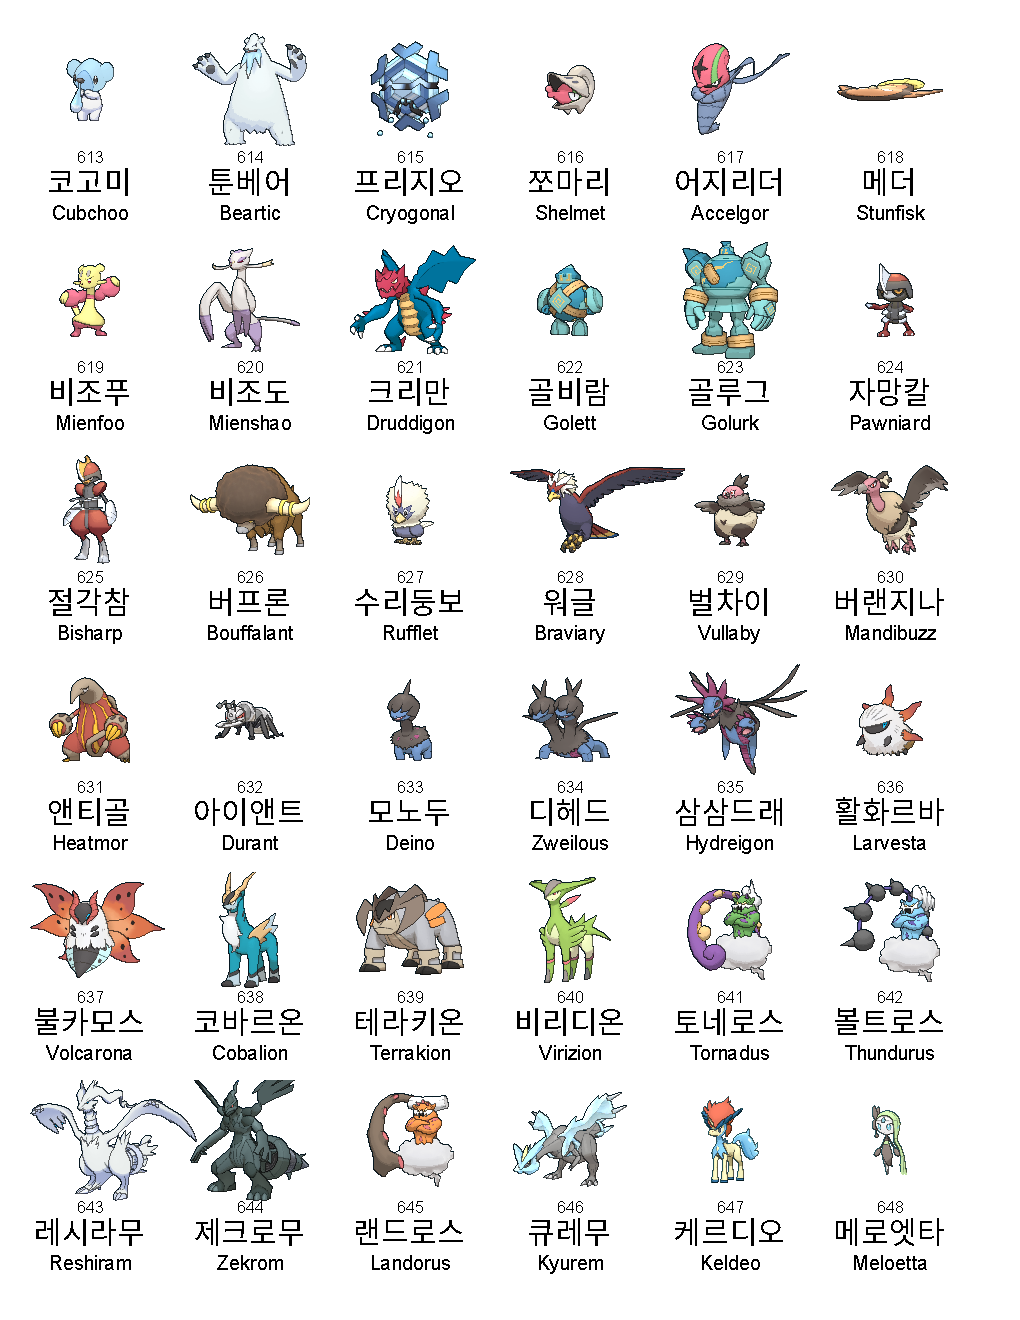 613 614 615 616 617 618
코고미 툰베어 프리지오 쪼마리 어지리더 메더
Cubchoo Beartic Cryogonal Shelmet Accelgor Stunfisk
619 620 621 622 623 624
비조푸 비조도 크리만 골비람 골루그 자망칼
Mienfoo Mienshao Druddigon Golett Golurk Pawniard
625 626 627 628 629 630
절각참 버프론 수리둥보 워글 벌차이 버랜지나
Bisharp Bouffalant Rufflet Braviary Vullaby Mandibuzz
631 632 633 634 635 636
앤티골 아이앤트 모노두 디헤드 삼삼드래 활화르바
Heatmor Durant Deino Zweilous Hydreigon Larvesta
637 638 639 640 641 642
불카모스 코바르온 테라키온 비리디온 토네로스 볼트로스
Volcarona Cobalion Terrakion Virizion Tornadus Thundurus
643 644 645 646 647 648
레시라무 제크로무 랜드로스 큐레무 케르디오 메로엣타
Reshiram Zekrom Landorus Kyurem Keldeo Meloetta